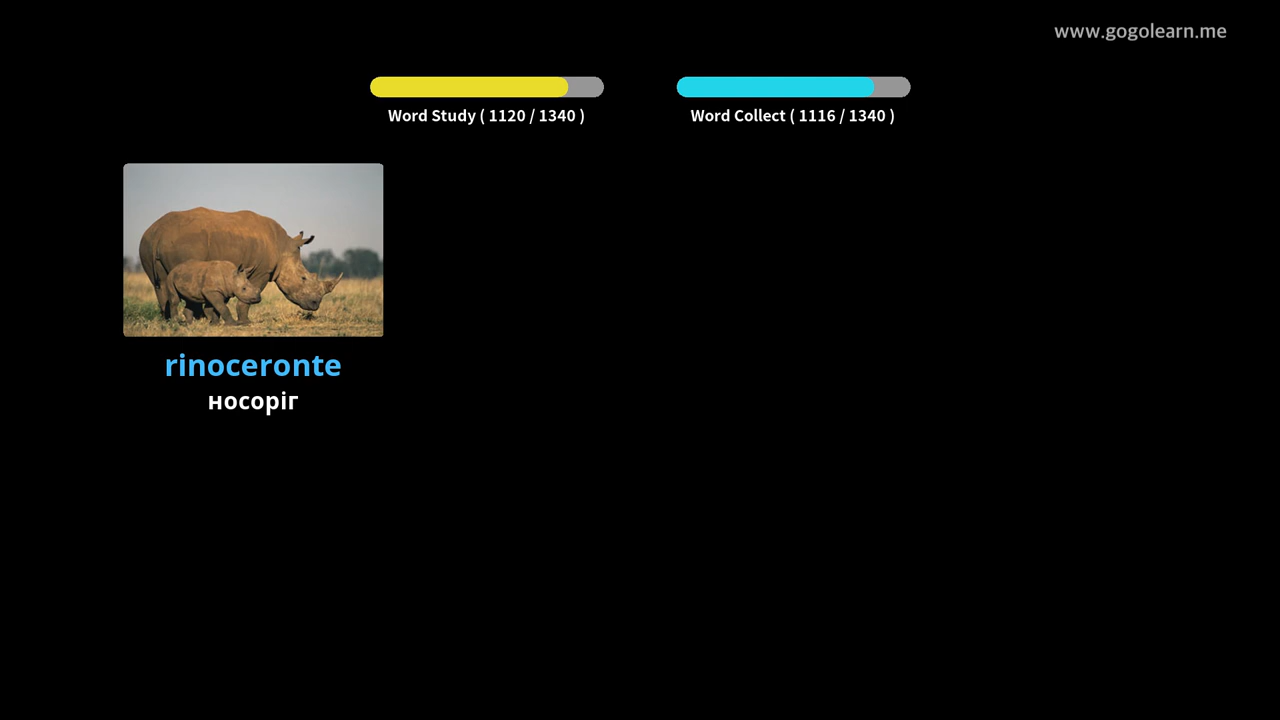 www.gogolearn.me
Word Study ( 1120 / 1340 )
Word Collect ( 1116 / 1340 )
rinoceronte
носоріг